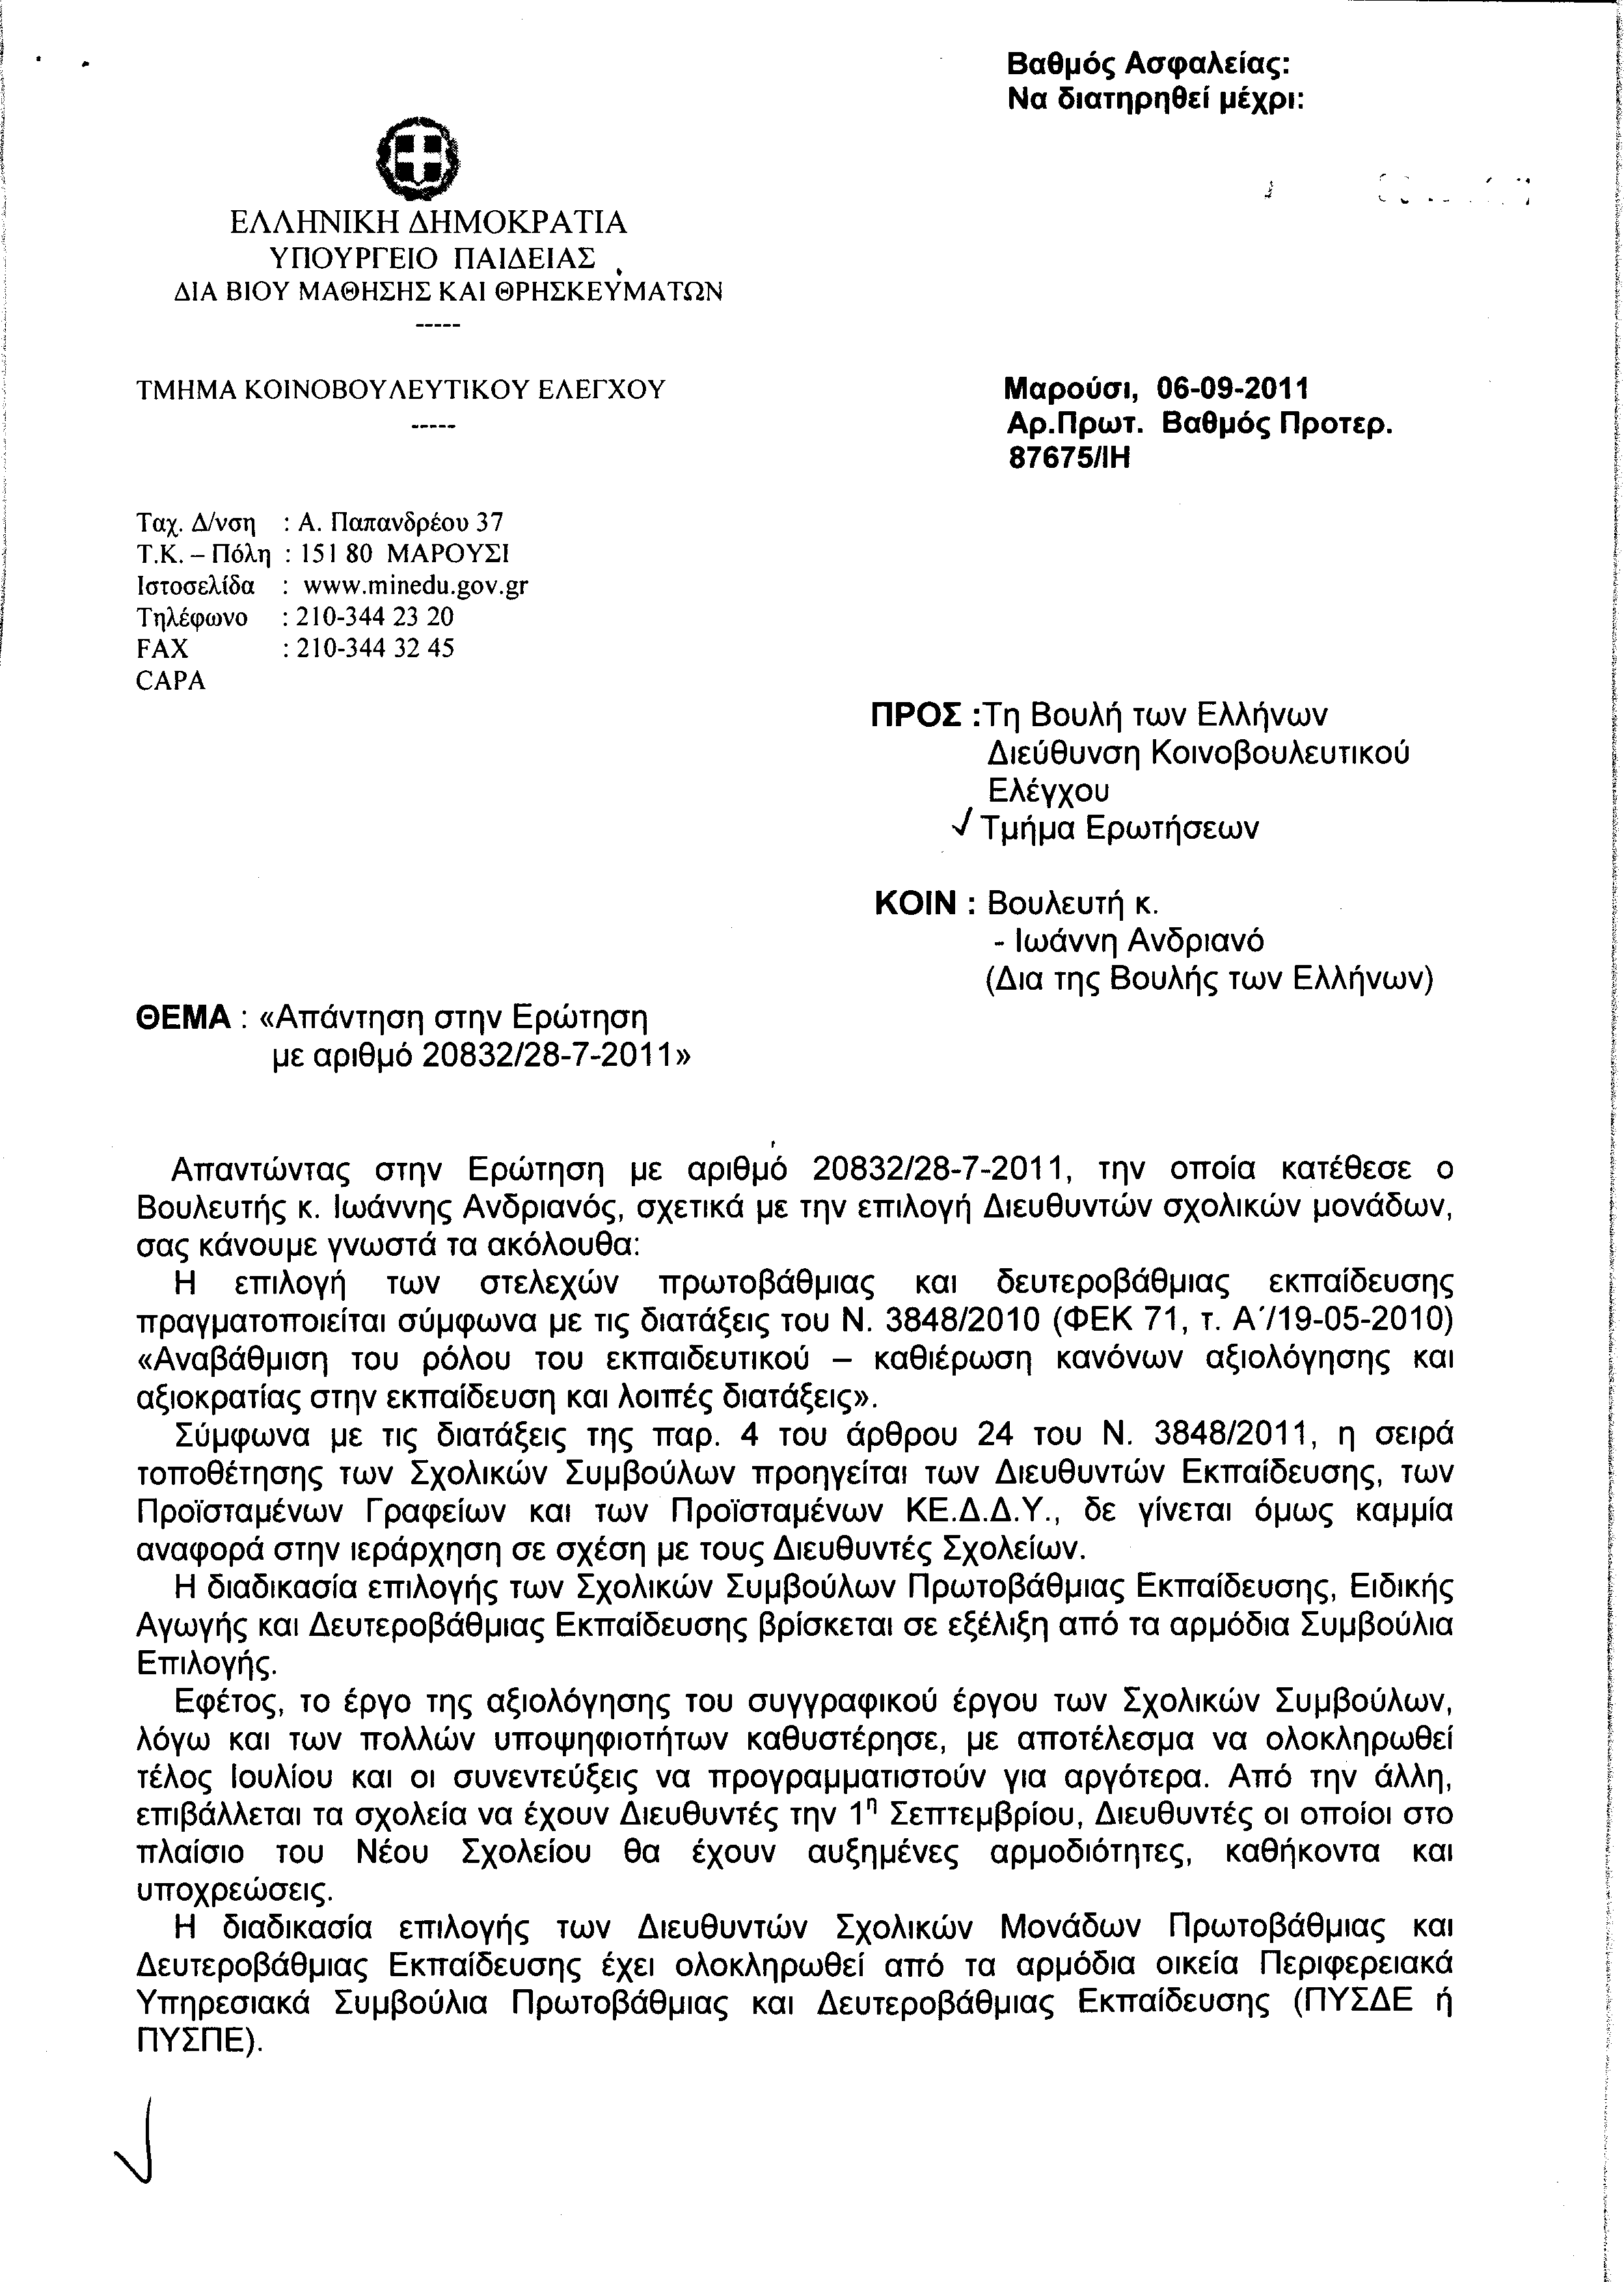 Βαθμός Ασφαλείας:
Να διατηρηθεί μέχρι:
ΕΛΛΗΝΙΚΗ ΔΗΜΟΚΡΑΤΙΑ
ΥΠΟΥΡΓΕΙΟ ΠΑΙΔΕΙΑΣ
ΔΙΑ ΒΙΟΥ ΜΑΘΗΣΗΣ ΚΑΙ ΘΡΗΣΚΕΥΜΑΤΩΝ
-----
ΤΜΗΜΑ ΚΟΙΝΟΒΟΥΛΕΥΤΙΚΟΥ ΕΛΕΓΧΟΥ
-----
Μαρούσι, 06-09-2011
Αρ.Πρωτ. Βαθμός Προτερ.
87675/ΙΗ
Ταχ. Δ/νση : Α. Παπανδρέου 37
Τ.Κ. – Πόλη : 151 80 ΜΑΡΟΥΣΙ
Ιστοσελίδα : www.minedu.gov.gr
Τηλέφωνο : 210-344 23 20
FAX : 210-344 32 45
CAPA
ΠΡΟΣ :Τη Βουλή των Ελλήνων
Διεύθυνση Κοινοβουλευτικού
Ελέγχου
√ Τμήμα Ερωτήσεων
ΚΟΙΝ : Βουλευτή κ.
- Ιωάννη Ανδριανό
(Δια της Βουλής των Ελλήνων)
ΘΕΜΑ : «Απάντηση στην Ερώτηση
με αριθμό 20832/28-7-2011»
Απαντώντας στην Ερώτηση με αριθμό 20832/28-7-2011, την οποία κατέθεσε ο
Βουλευτής κ. Ιωάννης Ανδριανός, σχετικά με την επιλογή Διευθυντών σχολικών μονάδων,
σας κάνουμε γνωστά τα ακόλουθα:
Η επιλογή των στελεχών πρωτοβάθμιας και δευτεροβάθμιας εκπαίδευσης
πραγματοποιείται σύμφωνα με τις διατάξεις του Ν. 3848/2010 (ΦΕΚ 71, τ. Α΄/19-05-2010)
«Αναβάθμιση του ρόλου του εκπαιδευτικού – καθιέρωση κανόνων αξιολόγησης και
αξιοκρατίας στην εκπαίδευση και λοιπές διατάξεις».
Σύμφωνα με τις διατάξεις της παρ. 4 του άρθρου 24 του Ν. 3848/2011, η σειρά
τοποθέτησης των Σχολικών Συμβούλων προηγείται των Διευθυντών Εκπαίδευσης, των
Προϊσταμένων Γραφείων και των Προϊσταμένων ΚΕ.Δ.Δ.Υ., δε γίνεται όμως καμμία
αναφορά στην ιεράρχηση σε σχέση με τους Διευθυντές Σχολείων.
Η διαδικασία επιλογής των Σχολικών Συμβούλων Πρωτοβάθμιας Εκπαίδευσης, Ειδικής
Αγωγής και Δευτεροβάθμιας Εκπαίδευσης βρίσκεται σε εξέλιξη από τα αρμόδια Συμβούλια
Επιλογής.
Εφέτος, το έργο της αξιολόγησης του συγγραφικού έργου των Σχολικών Συμβούλων,
λόγω και των πολλών υποψηφιοτήτων καθυστέρησε, με αποτέλεσμα να ολοκληρωθεί
τέλος Ιουλίου και οι συνεντεύξεις να προγραμματιστούν για αργότερα. Από την άλλη,
επιβάλλεται τα σχολεία να έχουν Διευθυντές την 1η Σεπτεμβρίου, Διευθυντές οι οποίοι στο
πλαίσιο του Νέου Σχολείου θα έχουν αυξημένες αρμοδιότητες, καθήκοντα και
υποχρεώσεις.
Η διαδικασία επιλογής των Διευθυντών Σχολικών Μονάδων Πρωτοβάθμιας και
Δευτεροβάθμιας Εκπαίδευσης έχει ολοκληρωθεί από τα αρμόδια οικεία Περιφερειακά
Υπηρεσιακά Συμβούλια Πρωτοβάθμιας και Δευτεροβάθμιας Εκπαίδευσης (ΠΥΣΔΕ ή
ΠΥΣΠΕ).